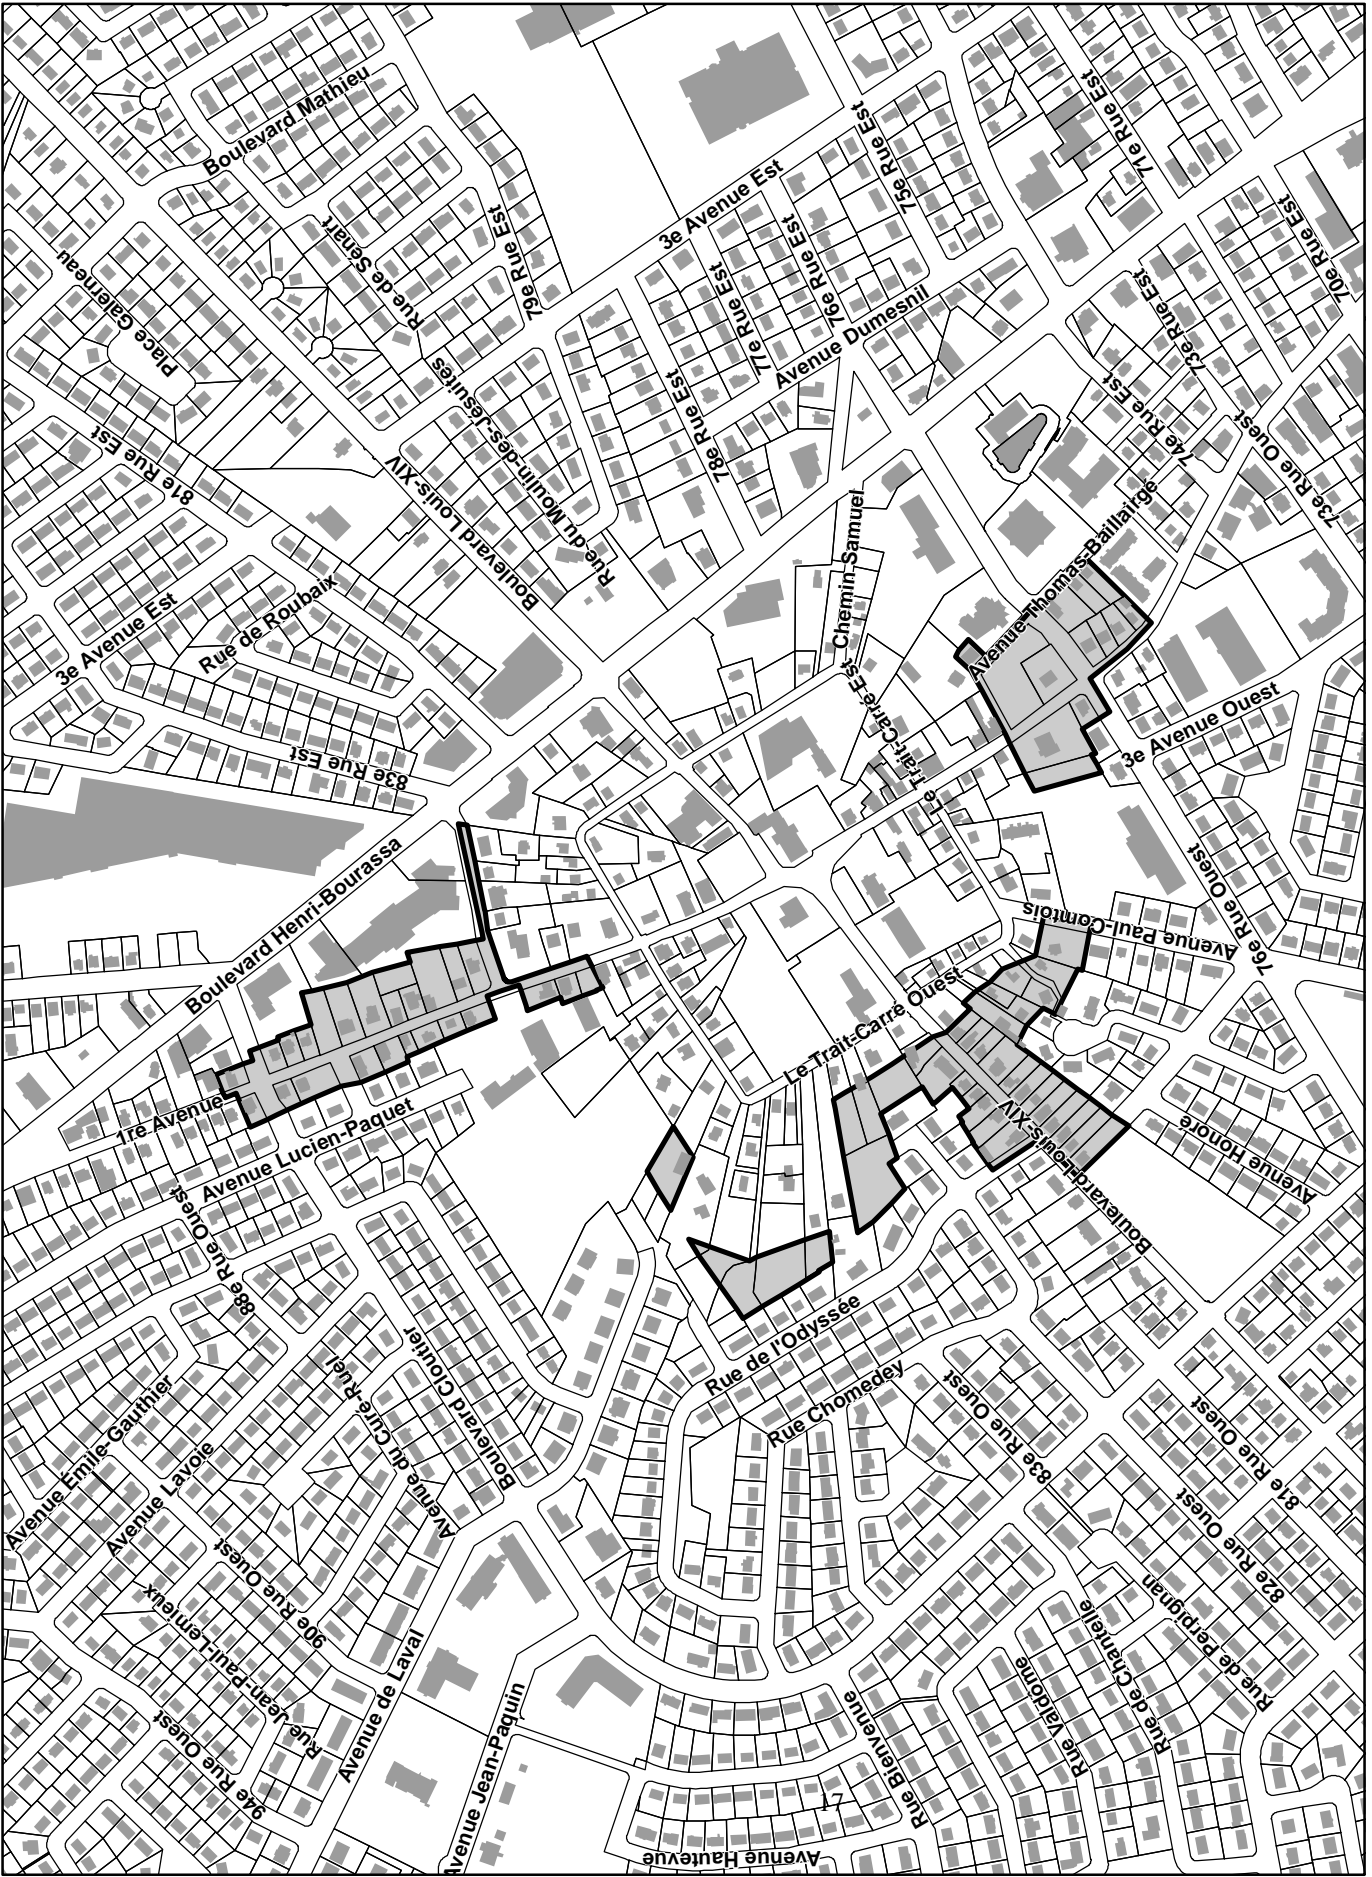 Boulevard Mathieu
Place Galerneau
Rue de Senart
79e Rue Est
3e Avenue Est
75e Rue Est
71e Rue Est
70e Rue Est
76e Rue Est
77e Rue Est
Avenue Dumesnil
73e Rue Est
74e Rue Est
78e Rue Est
Rue du Moulin-des-Jésuites
Boulevard Louis-XIV
81e Rue Est
3e Avenue Est
Rue de Roubaix
83e Rue Est
Chemin Samuel
Le Trait-Carré Est
Avenue Thomas-Baillairgé
73e Rue Ouest
3e Avenue Ouest
76e Rue Ouest
Avenue Paul-Comtois
Boulevard Henri-Bourassa
1re Avenue
Avenue Lucien-Paquet
Le Trait-Carré Ouest
Boulevard Louis-XIV
Avenue Honoré
88e Rue Ouest
Rue de l'Odyssée
Rue Chomedey
Boulevard Cloutier
Avenue du Curé-Ruel
Avenue Émile-Gauthier
Avenue Lavoie
90e Rue Ouest
Rue Jean-Paul-Lemieux
94e Rue Ouest
Avenue de Laval
Avenue Jean-Paquin
83e Rue Ouest
81e Rue Ouest
82e Rue Ouest
Rue de Perpignan
Rue de Chantelle
Rue Valdome
Rue Bienvenue
Avenue Hautevue
17